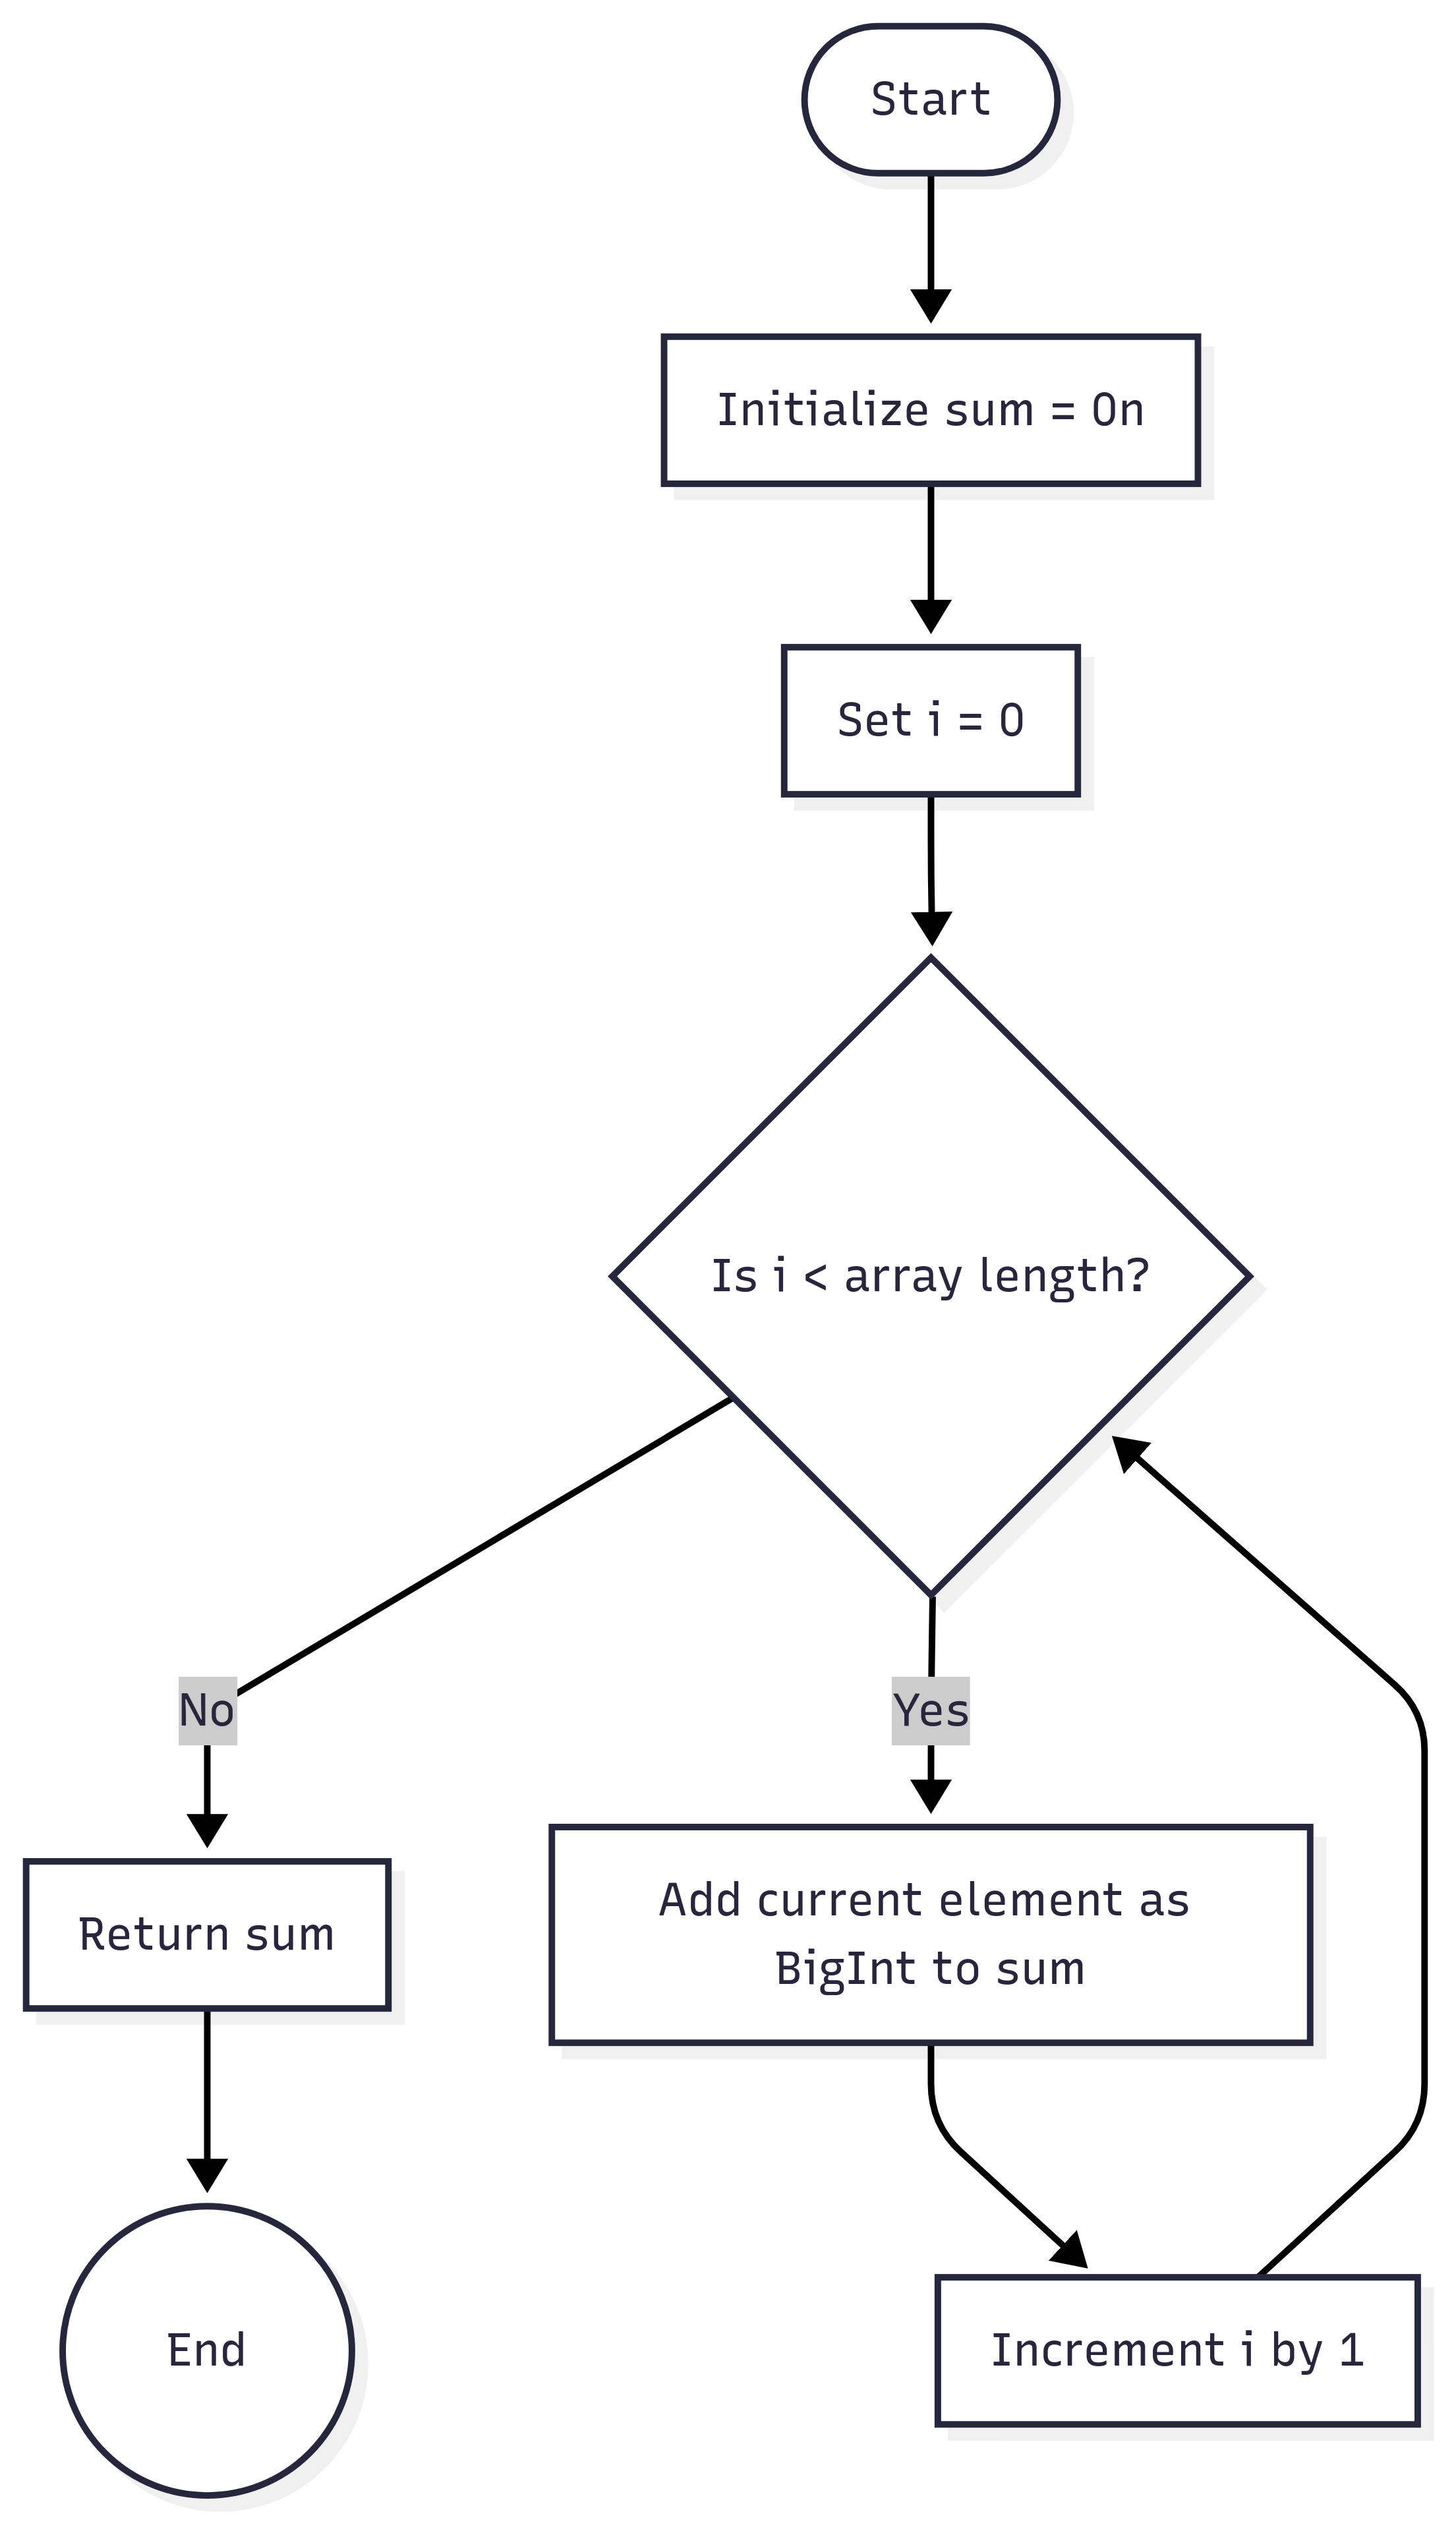 Start
Initialize sum = 0n
Set i = 0
Is i < array length?
No
Yes
Return sum
Add current element as
BigInt to sum
End
Increment i by 1